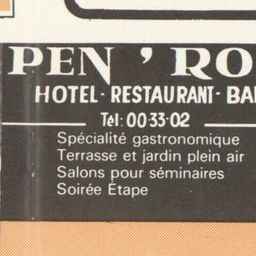 PEN ' RO
HOTEL - RESTAURANT - BA
Tel: 00 33·02
Spécialité gastronomique
Terrasse et jardin plein air
Salons pour séminaires
Soirée Étape